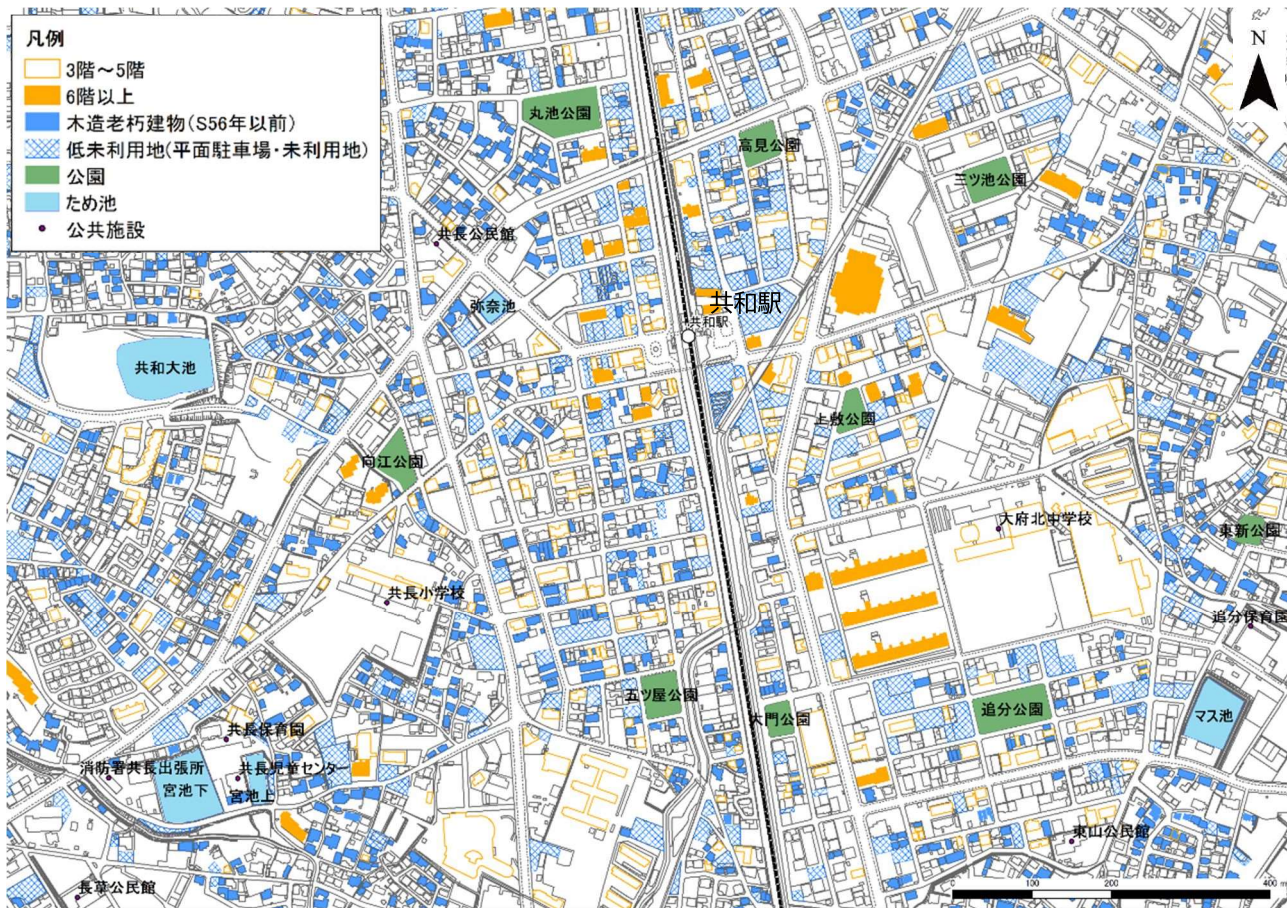 凡例
3階～5階
6階以上
木造老朽建物(S56年以前)
低未利用地(平面駐車場・未利用地)
公園
ため池
公共施設
N
丸池公園
高見公園
三ツ池公園
共長公民館
弥奈池
共和駅
共和駅
共和大池
上敷公園
向江公園
大府北中学校
東新公園
共長小学校
追分保育園
五ツ屋公園
大門公園
追分公園
マス池
共長保育園
消防署共長出張所
共長児童センター
宮池下
宮池上
東山公民館
長草公民館
0 100 200 400 m